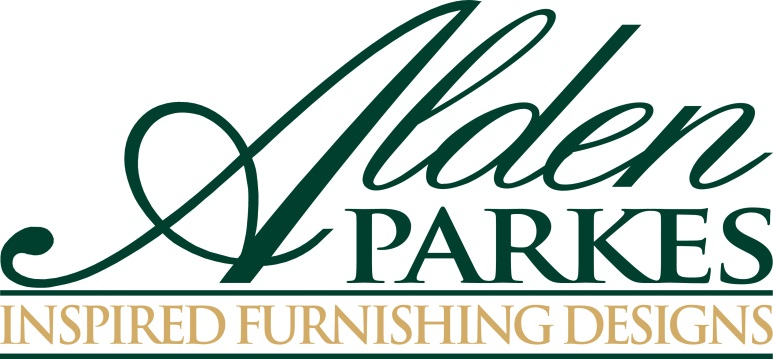 Alden
PARKES
INSPIRED FURNISHING DESIGNS